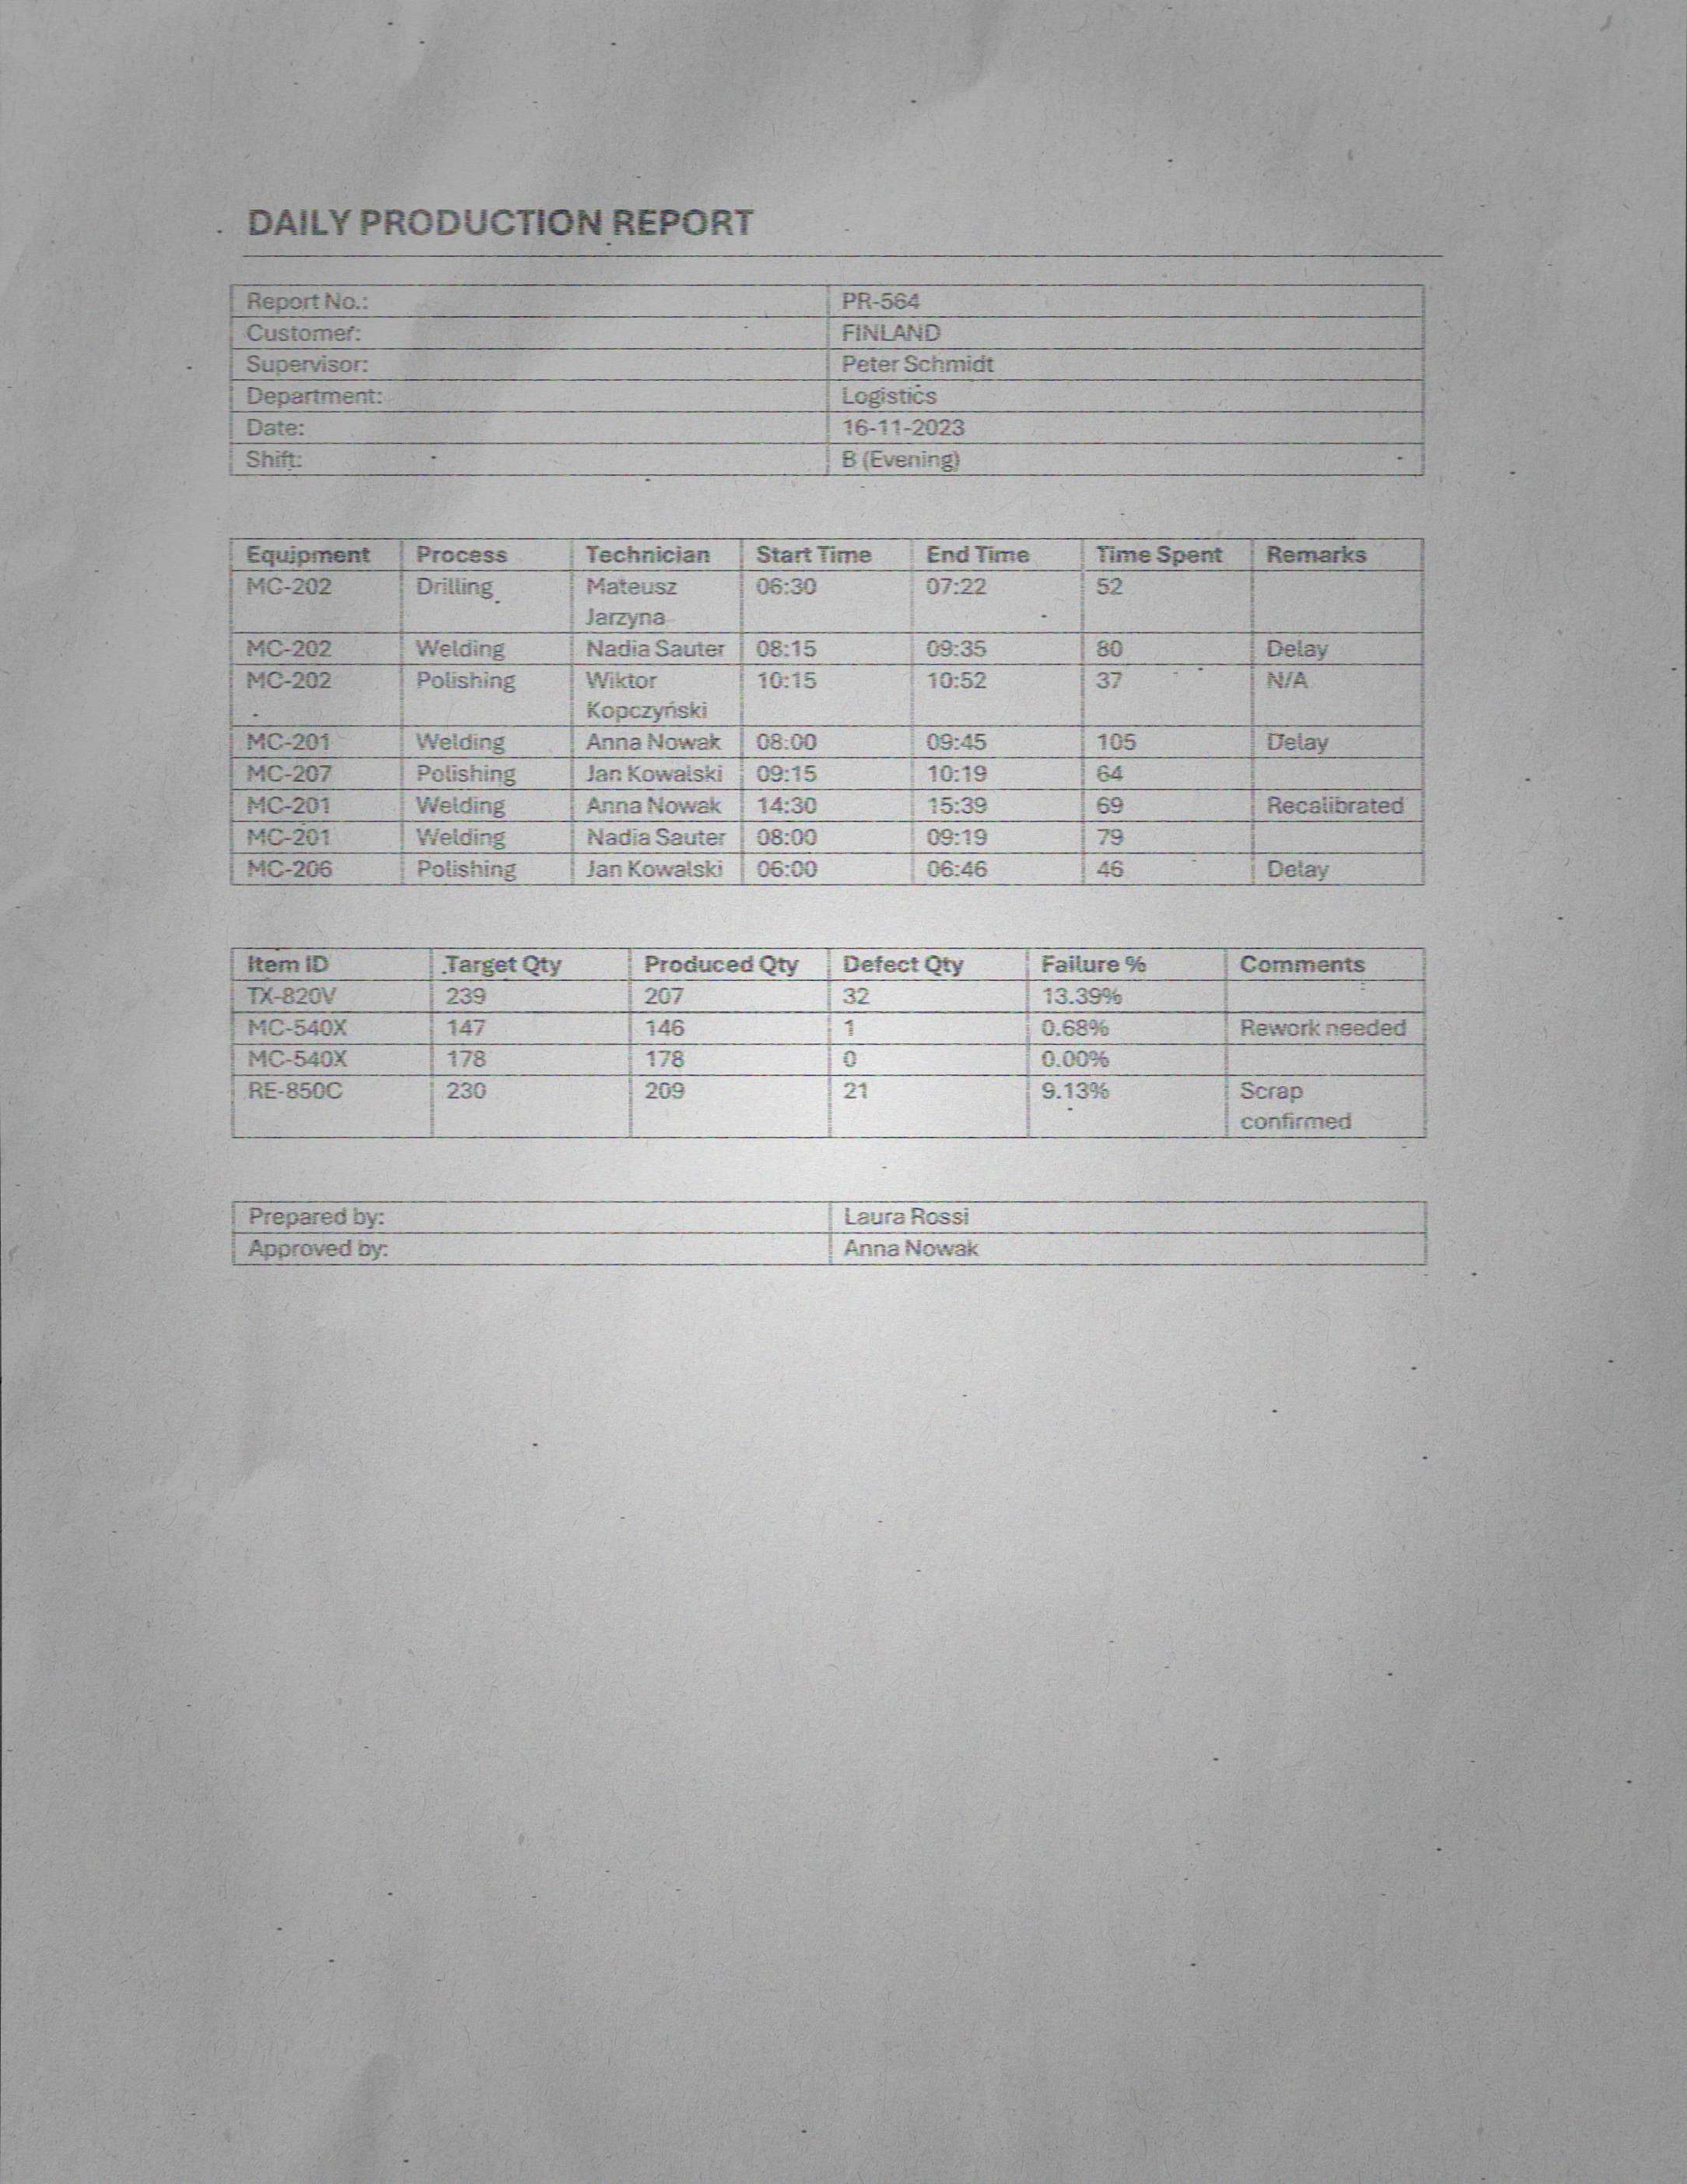 DAILY PRODUCTION REPORT
Report No.: PR-564
Customer: FINLAND
Supervisor: Peter Schmidt
Department: Logistics
Date: 16-11-2023
Shift: B (Evening)
Equipment Process Technician Start Time End Time Time Spent Remarks
MC-202 Drilling Mateusz 06:30 07:22 52
Jarzyna
MC-202 Welding Nadia Sauter 08:15 09:35 80 Delay
MC-202 Polishing Wiktor 10:15 10:52 37 N/A
Kopczyński
MC-201 Welding Anna Nowak 08:00 09:45 105 Delay
MC-207 Polishing Jan Kowalski 09:15 10:19 64
MC-201 Welding Anna Nowak 14:30 15:39 69 Recalibrated
MC-201 Welding Nadia Sauter 08:00 09:19 79
MC-206 Polishing Jan Kowalski 06:00 06:46 46 Delay
Item ID Target Qty Produced Qty Defect Qty Failure % Comments
TX-820V 239 207 32 13.39%
MC-540X 147 146 1 0.68% Rework needed
MC-540X 178 178 0 0.00%
RE-850C 230 209 21 9.13% Scrap
confirmed
Prepared by: Laura Rossi
Approved by: Anna Nowak